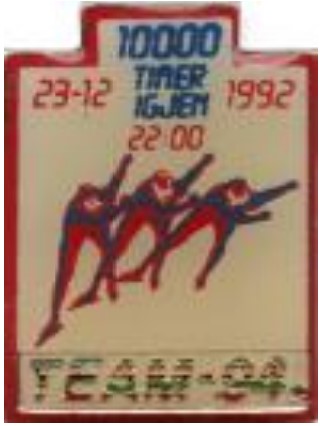 10000
TIMER
23-12 IGJEN 1992
22:00
TEAM-94.